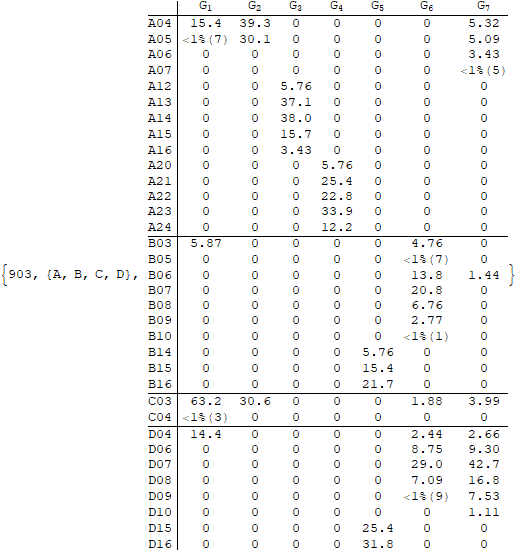 G1 G2 G3 G4 G5 G6 G7
A04 15.4 39.3 0 0 0 0 5.32
A05 <1%(7) 30.1 0 0 0 0 5.09
A06 0 0 0 0 0 0 3.43
A07 0 0 0 0 0 0 <1%(5)
A12 0 0 5.76 0 0 0 0
A13 0 0 37.1 0 0 0 0
A14 0 0 38.0 0 0 0 0
A15 0 0 15.7 0 0 0 0
A16 0 0 3.43 0 0 0 0
A20 0 0 0 5.76 0 0 0
A21 0 0 0 25.4 0 0 0
A22 0 0 0 22.8 0 0 0
A23 0 0 0 33.9 0 0 0
A24 0 0 0 12.2 0 0 0
B03 5.87 0 0 0 0 4.76 0
B05 0 0 0 0 0 <1%(7) 0
{903, {A, B, C, D}, B06 0 0 0 0 0 13.8 1.44 }
B07 0 0 0 0 0 20.8 0
B08 0 0 0 0 0 6.76 0
B09 0 0 0 0 0 2.77 0
B10 0 0 0 0 0 <1%(1) 0
B14 0 0 0 0 5.76 0 0
B15 0 0 0 0 15.4 0 0
B16 0 0 0 0 21.7 0 0
C03 63.2 30.6 0 0 0 1.88 3.99
C04 <1%(3) 0 0 0 0 0 0
D04 14.4 0 0 0 0 2.44 2.66
D06 0 0 0 0 0 8.75 9.30
D07 0 0 0 0 0 29.0 42.7
D08 0 0 0 0 0 7.09 16.8
D09 0 0 0 0 0 <1%(9) 7.53
D10 0 0 0 0 0 0 1.11
D15 0 0 0 0 25.4 0 0
D16 0 0 0 0 31.8 0 0